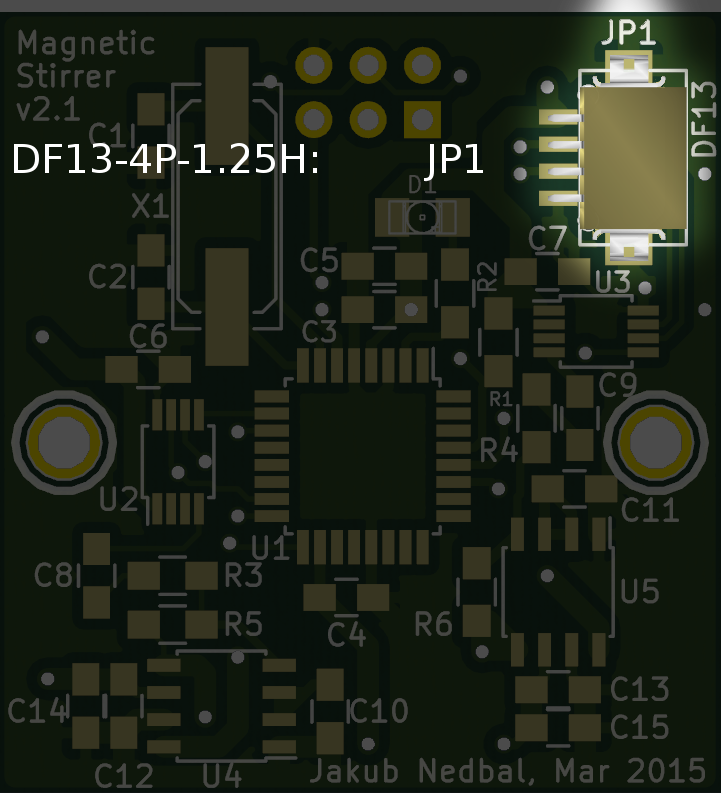 Magnetic
Stirrer
v2.1
JP1
DF13
C1
DF13-4P-1.25H: JP1
X1
D1
C7
C5
C2
R2
U3
C3
C6
C9
R1
R4
U2
C11
U1
C8
R3
U5
R5
C4
R6
C13
C14
C10
C15
C12
U4
Jakub Nedbal, Mar 2015